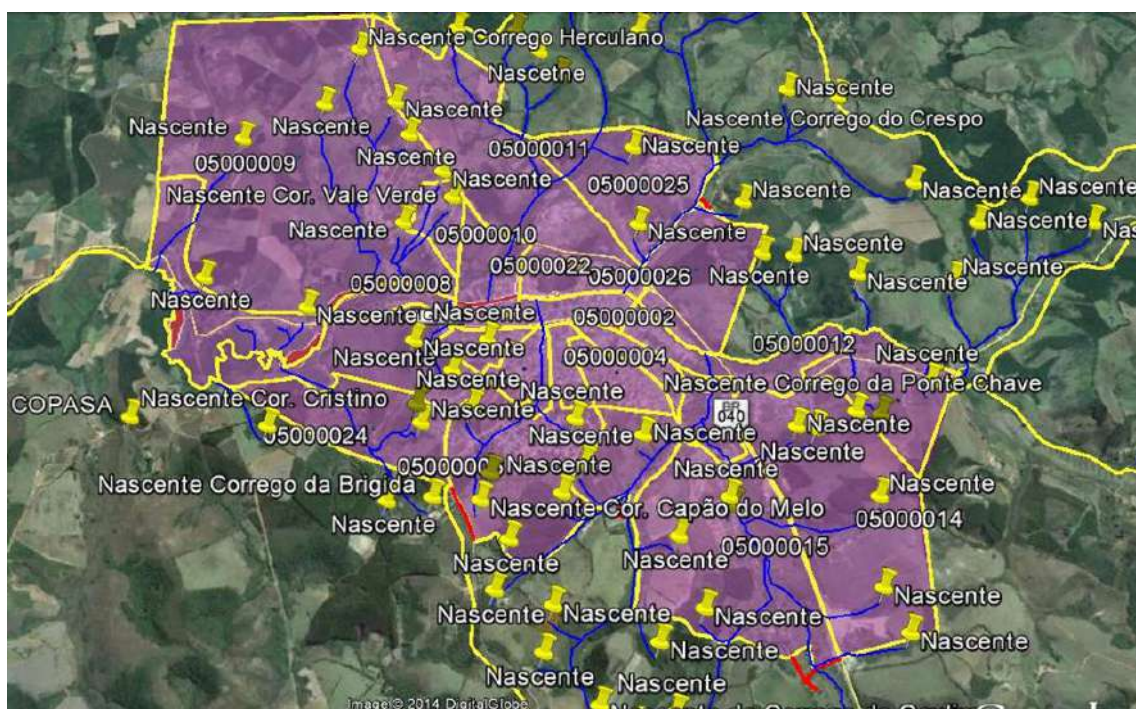 Nascente Corrego Herculano
Nascetne
Nascente
Nascente
Nascente
Nascente
Nascente Corrego do Crespo
Nascente
05000011
Nascente
05000009
Nascente
05000025
Nascente
Nascente
Nascente
Nascente Cor. Vale Verde
Nascente
Nascente
05000010
Nascente
Nascente
05000022
05000026
Nascente
Nascente
Nascente
05000008
Nascente
Nascente
05000002
Nascente
05000012
Nascente
05000004
Nascente
Nascente
Nascente Corrego da Ponte Chave
COPASA
Nascente Cor. Cristino
Nascente
BR
040
Nascente
05000024
Nascente
Nascente
Nascente
Nascente
Nascente
Nascente Corrego da Brigida
Nascente
Nascente Cor. Capão do Melo
Nascente
05000014
Nascente
05000015
Nascente
Nascente
Nascente
Nascente
Nascente
Nascente
Nascente
Nascente
Nascente
Image © 2014 DigitalGlobe